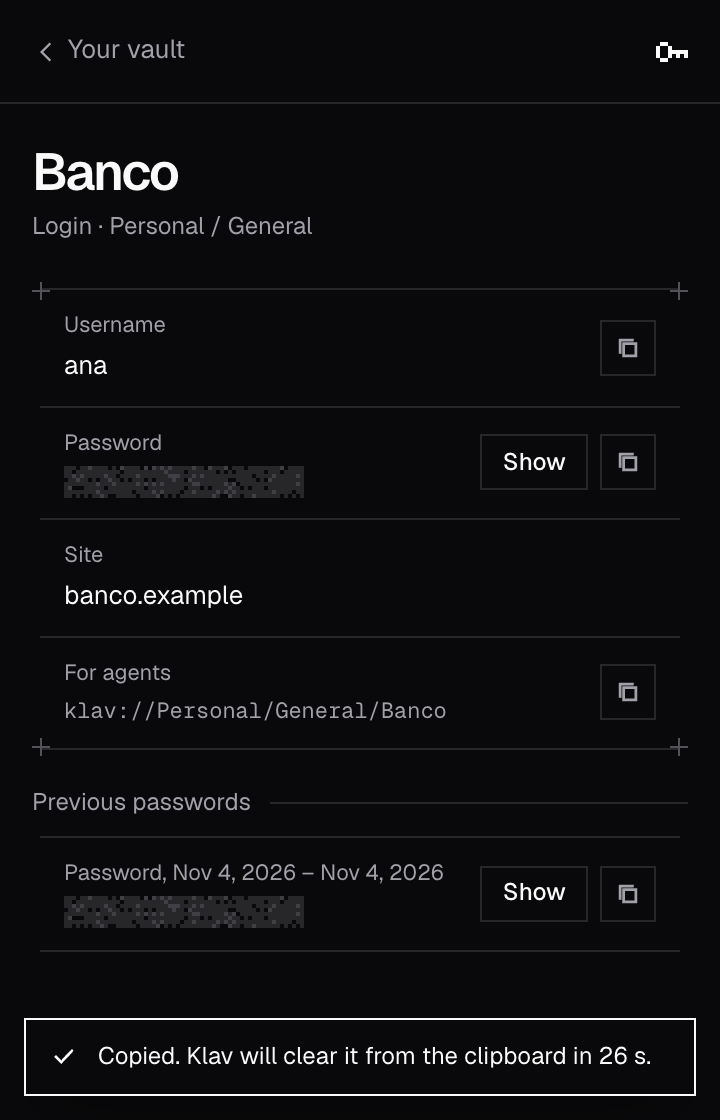 Your vault
Banco
Login · Personal / General
Username
ana
Password
Show
Site
banco.example
For agents
klav://Personal/General/Banco
Previous passwords
Password, Nov 4, 2026 – Nov 4, 2026
Show
Copied. Klav will clear it from the clipboard in 26 s.